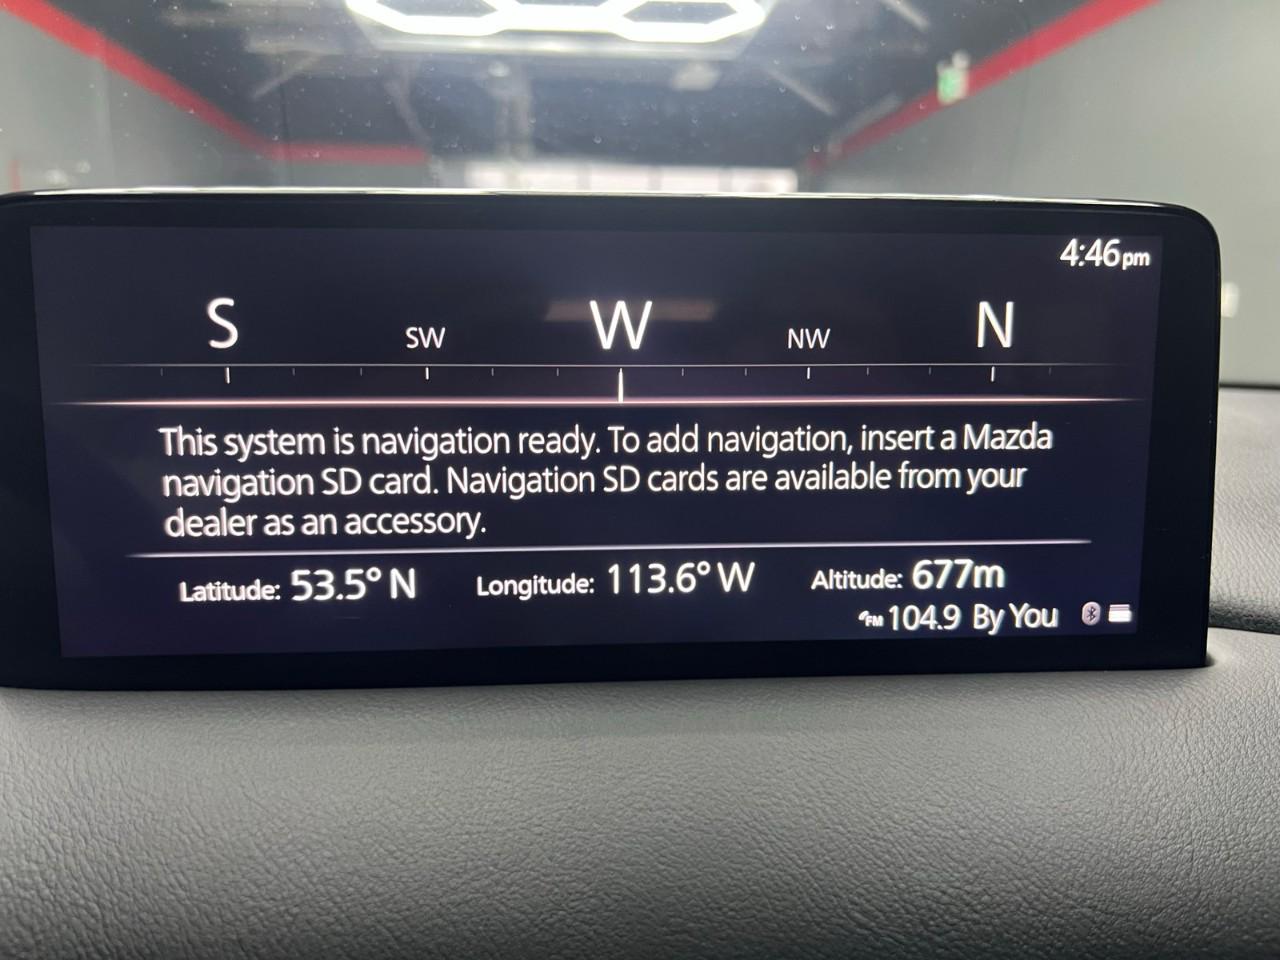 4:46pm
S SW W NW N
This system is navigation ready. To add navigation, insert a Mazda
navigation SD card. Navigation SD cards are available from your
dealer as an accessory.
Latitude: 53.5° N Longitude: 113.6° W Altitude: 677m
FM 104.9 By You